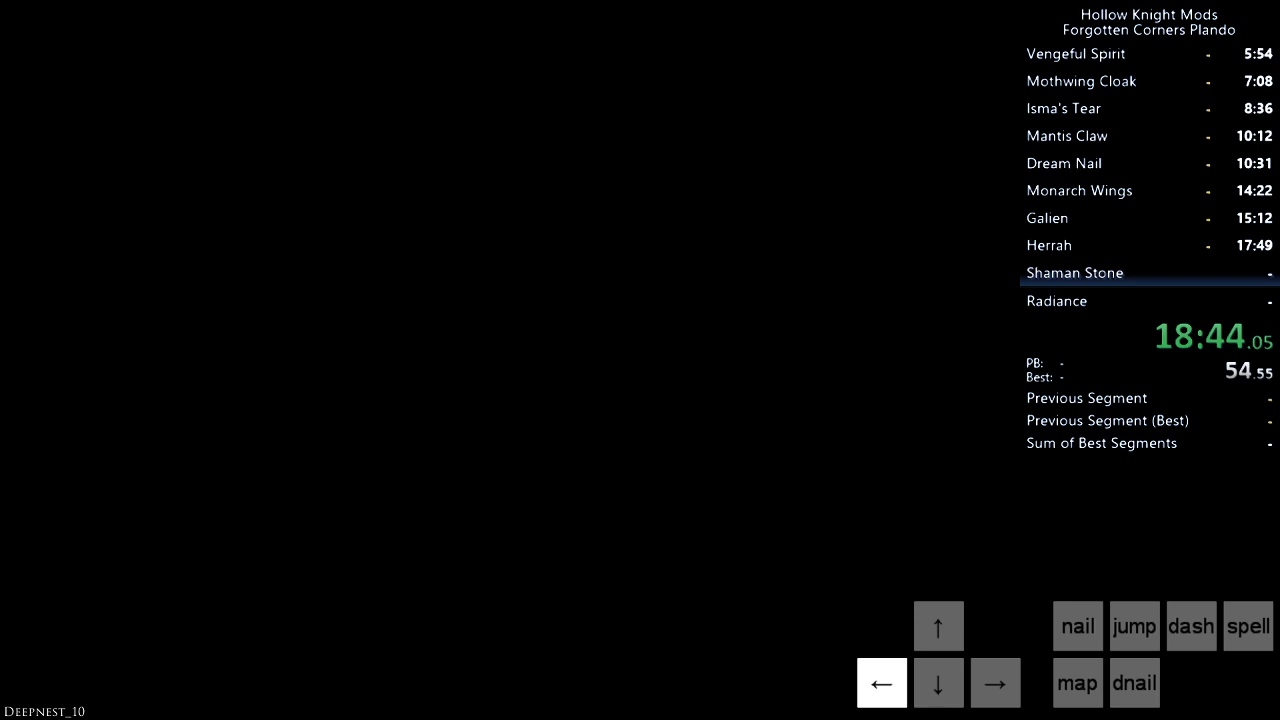 Hollow Knight Mods
Forgotten Corners Plando
Vengeful Spirit - 5:54
Mothwing Cloak - 7:08
Isma's Tear - 8:36
Mantis Claw - 10:12
Dream Nail - 10:31
Monarch Wings - 14:22
Galien - 15:12
Herrah - 17:49
Shaman Stone -
Radiance -
18:44.05
PB: -
Best: -
54.55
Previous Segment -
Previous Segment (Best) -
Sum of Best Segments -
↑ nail jump dash spell
← ↓ → map dnail
Deepnest_10